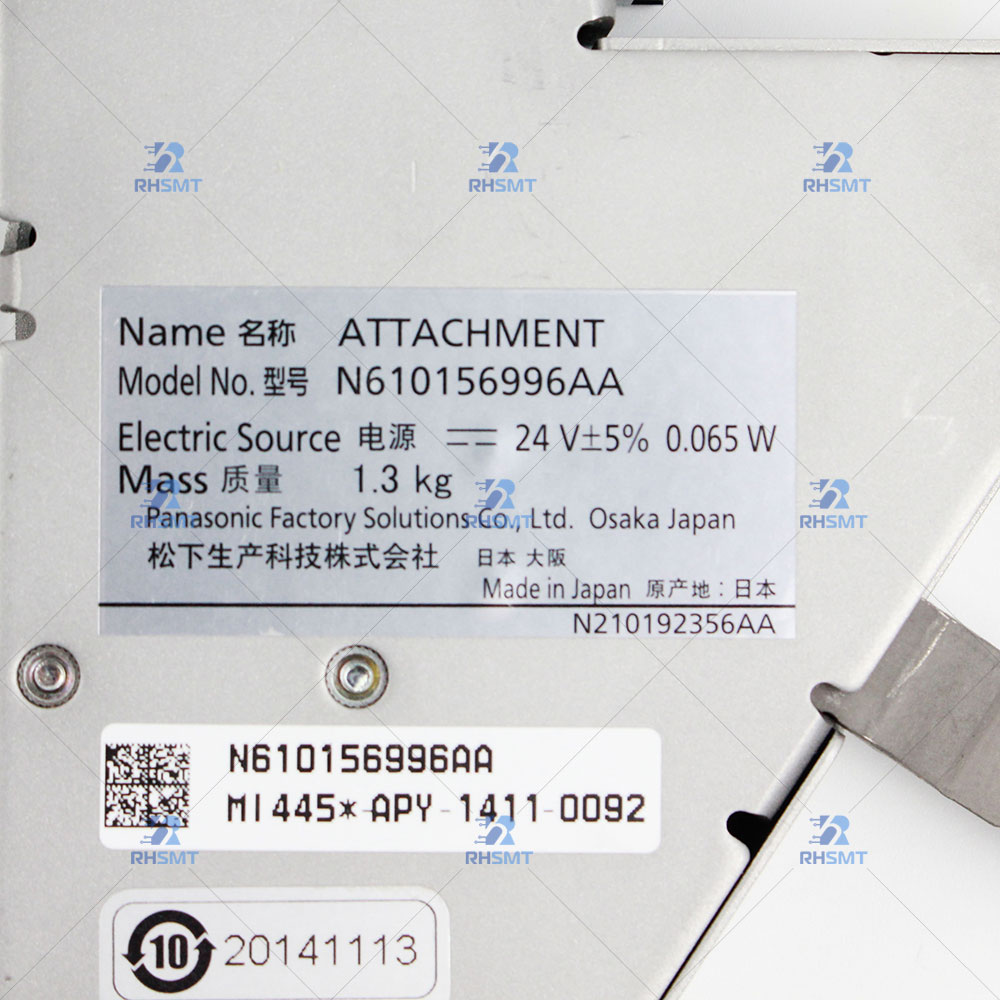 RHSMT RHSMT RHSMT
Name 名称 ATTACHMENT
Model No. 型号 N610156996AA
Electric Source 电源 24 V±5% 0.065 W
Mass 质量 1.3 kg
RHSMT RHSMT RHSMT
Panasonic Factory Solutions Co., Ltd. Osaka Japan
松下生产科技株式会社 日本 大阪
Made in Japan 原产地：日本
N210192356AA
N610156996AA
MI445*-APY-1411-0092
RHSMT RHSMT RHSMT
10 20141113